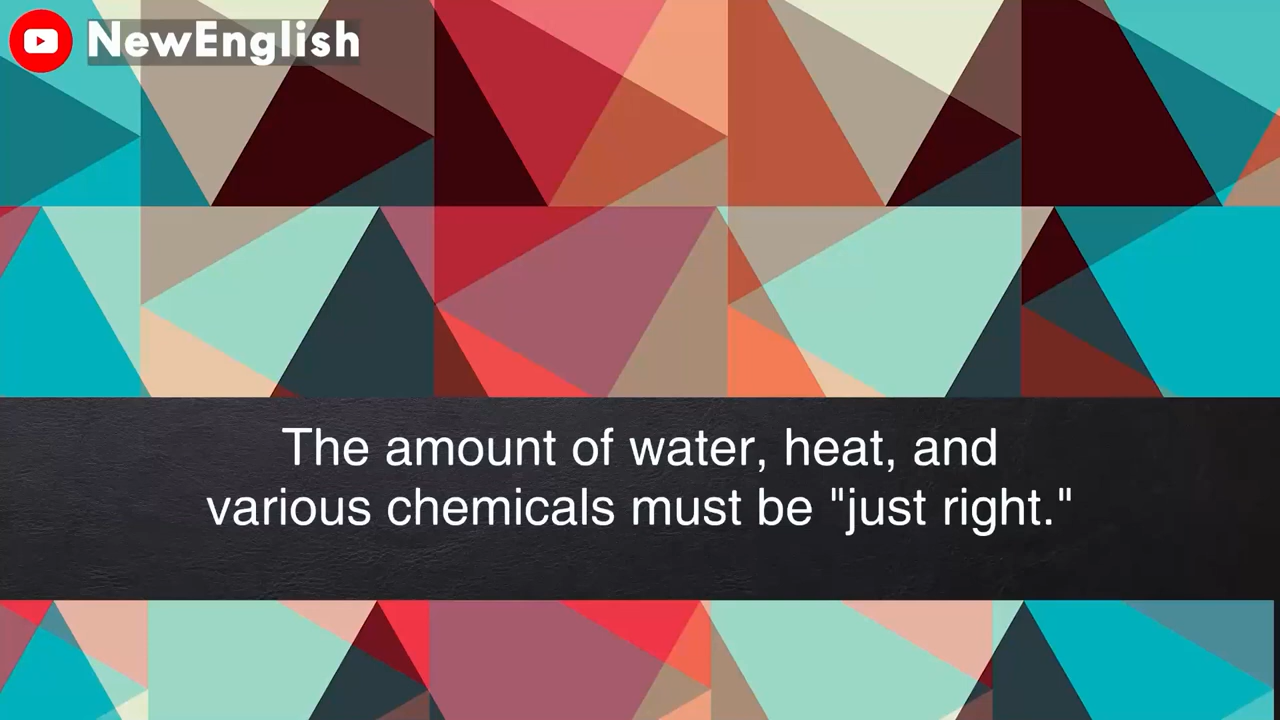 NewEnglish
The amount of water, heat, and
various chemicals must be "just right."